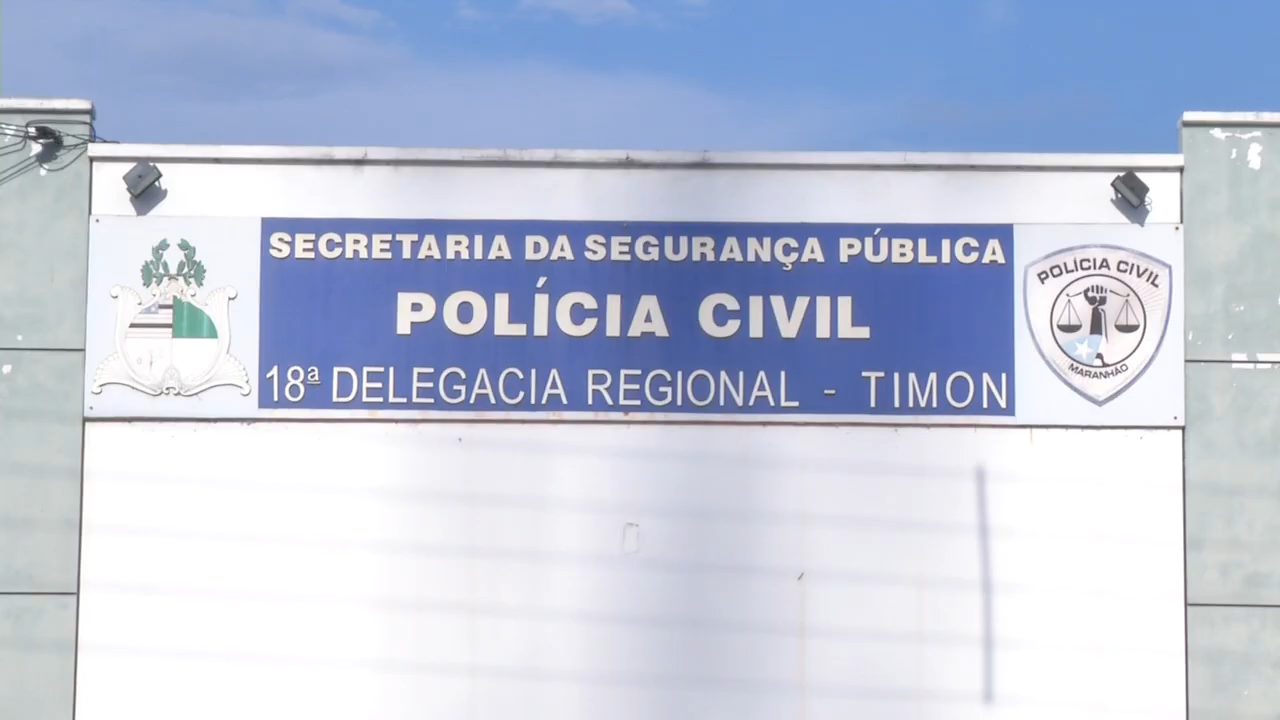 SECRETARIA DA SEGURANÇA PÚBLICA
POLÍCIA CIVIL
18ª DELEGACIA REGIONAL - TIMON
POLÍCIA CIVIL
MARANHÃO